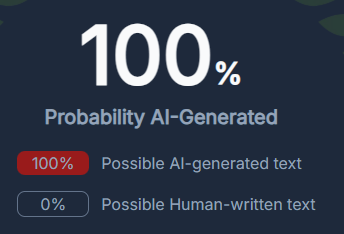 100%
Probability AI-Generated
100% Possible AI-generated text
0% Possible Human-written text